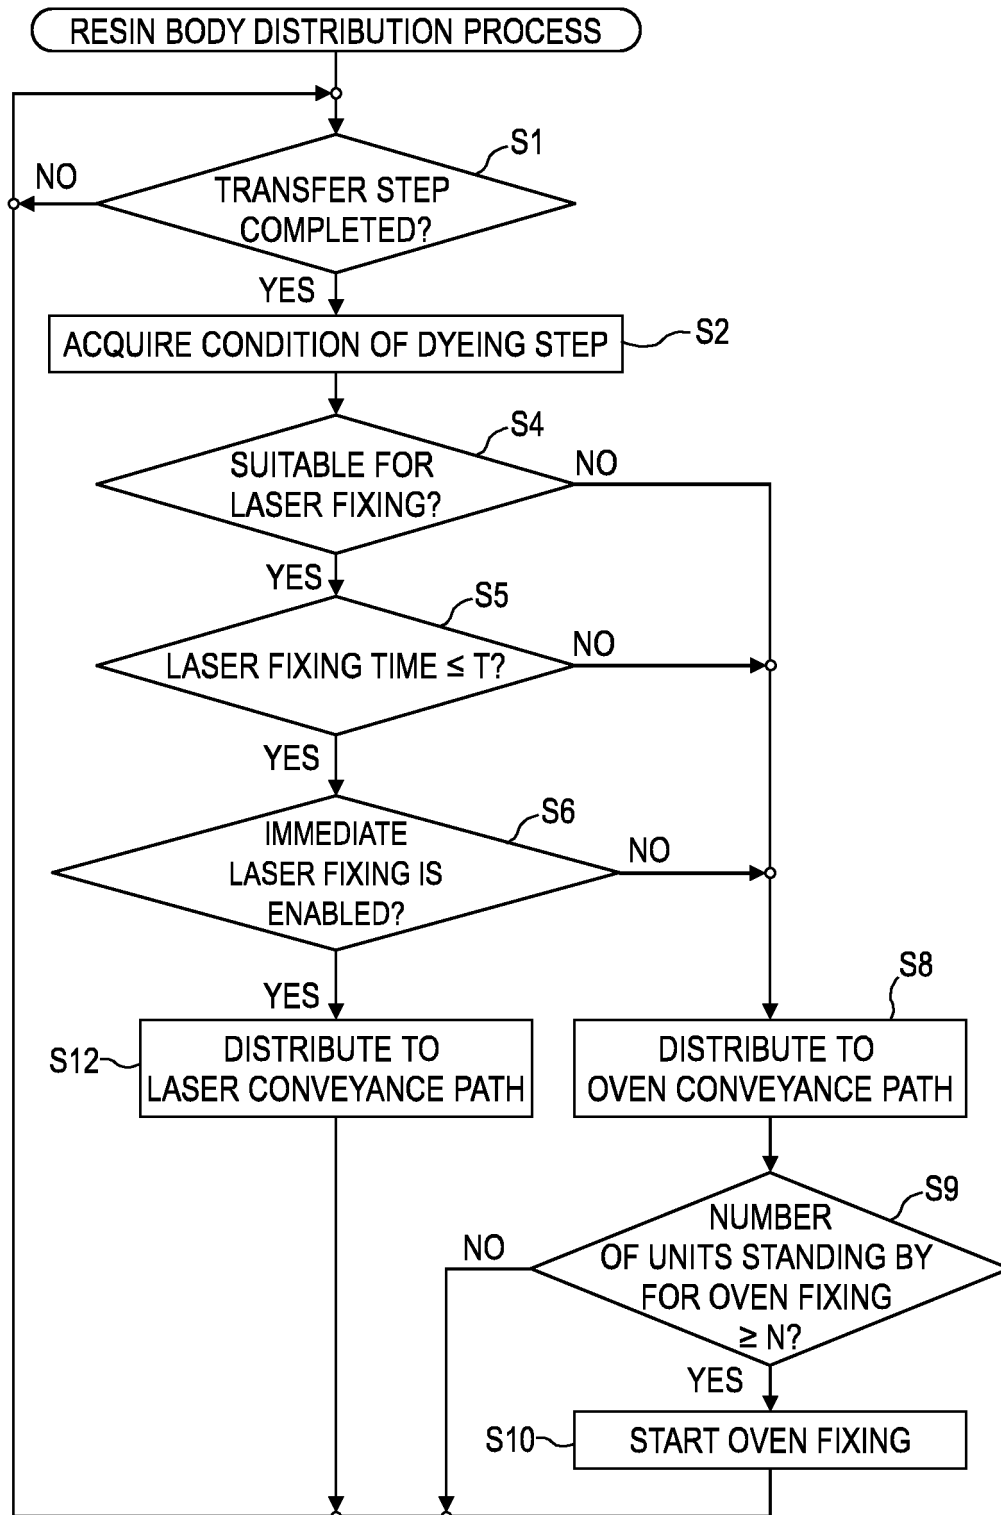 RESIN BODY DISTRIBUTION PROCESS
S1
NO
TRANSFER STEP
COMPLETED?
YES
S2
ACQUIRE CONDITION OF DYEING STEP
S4
SUITABLE FOR
LASER FIXING?
NO
YES
S5
LASER FIXING TIME ≤ T?
NO
YES
S6
IMMEDIATE
LASER FIXING IS
ENABLED?
NO
YES
S12
DISTRIBUTE TO
LASER CONVEYANCE PATH
S8
DISTRIBUTE TO
OVEN CONVEYANCE PATH
S9
NUMBER
OF UNITS STANDING BY
FOR OVEN FIXING
≥ N?
NO
YES
S10
START OVEN FIXING